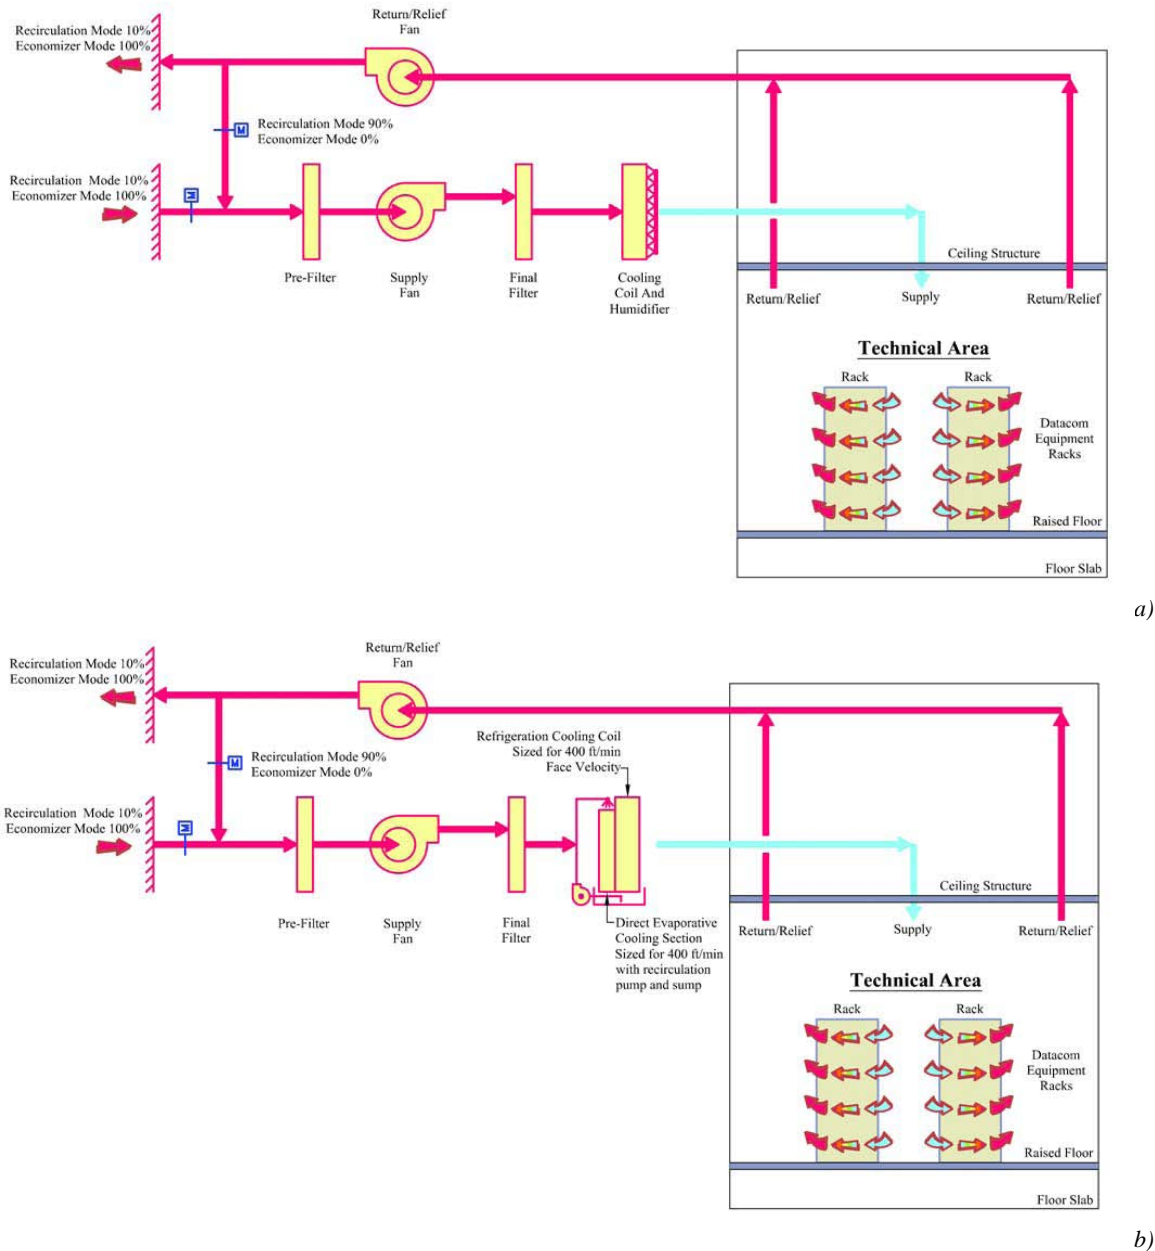 Return/Relief
Fan
Recirculation Mode 10%
Economizer Mode 100%
M
Recirculation Mode 90%
Economizer Mode 0%
Recirculation Mode 10%
Economizer Mode 100%
M
Pre-Filter
Supply
Fan
Final
Filter
Cooling
Coil And
Humidifier
Ceiling Structure
Return/Relief
Supply
Return/Relief
Technical Area
Rack
Rack
Datacom
Equipment
Racks
Raised Floor
Floor Slab
a)
Return/Relief
Fan
Recirculation Mode 10%
Economizer Mode 100%
M
Recirculation Mode 90%
Economizer Mode 0%
Refrigeration Cooling Coil
Sized for 400 ft/min
Face Velocity
Recirculation Mode 10%
Economizer Mode 100%
M
Pre-Filter
Supply
Fan
Final
Filter
Direct Evaporative
Cooling Section
Sized for 400 ft/min
with recirculation
pump and sump
Ceiling Structure
Return/Relief
Supply
Return/Relief
Technical Area
Rack
Rack
Datacom
Equipment
Racks
Raised Floor
Floor Slab
b)